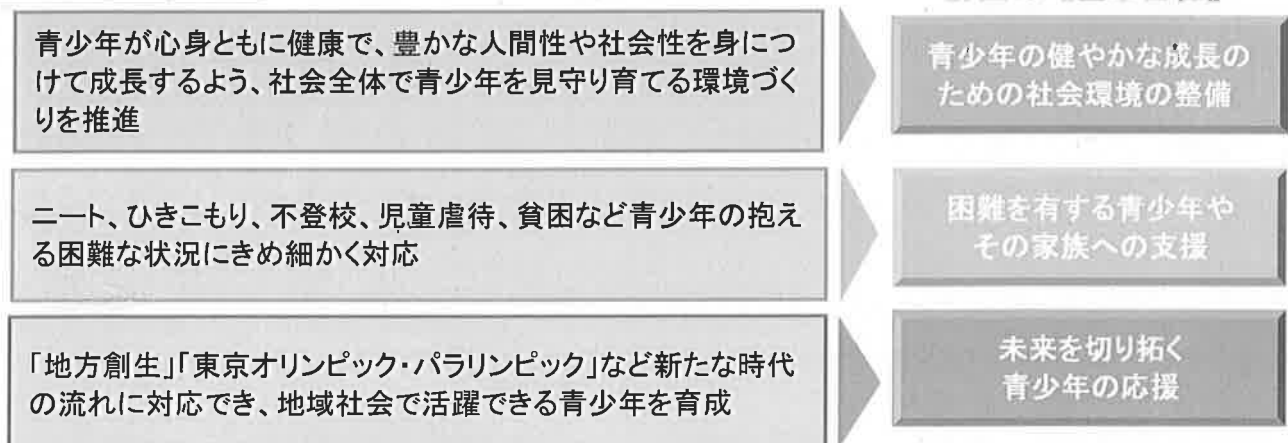 青少年が心身ともに健康で、豊かな人間性や社会性を身につ
けて成長するよう、社会全体で青少年を見守り育てる環境づく
りを推進
青少年の健やかな成長の
ための社会環境の整備
ニート、ひきこもり、不登校、児童虐待、貧困など青少年の抱え
る困難な状況にきめ細かく対応
困難を有する青少年や
その家族への支援
「地方創生」「東京オリンピック・パラリンピック」など新たな時代
の流れに対応でき、地域社会で活躍できる青少年を育成
未来を切り拓く
青少年の応援